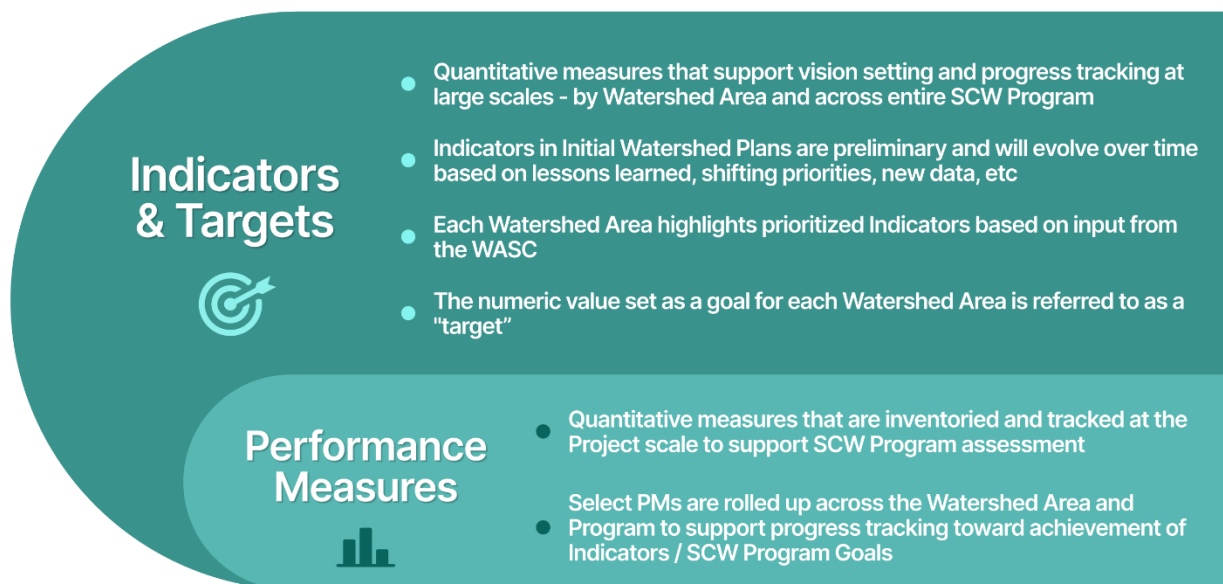 Indicators
& Targets
Quantitative measures that support vision setting and progress tracking at
large scales - by Watershed Area and across entire SCW Program
Indicators in Initial Watershed Plans are preliminary and will evolve over time
based on lessons learned, shifting priorities, new data, etc
Each Watershed Area highlights prioritized Indicators based on input from
the WASC
The numeric value set as a goal for each Watershed Area is referred to as a
"target”
Performance
Measures
Quantitative measures that are inventoried and tracked at the
Project scale to support SCW Program assessment
Select PMs are rolled up across the Watershed Area and
Program to support progress tracking toward achievement of
Indicators / SCW Program Goals